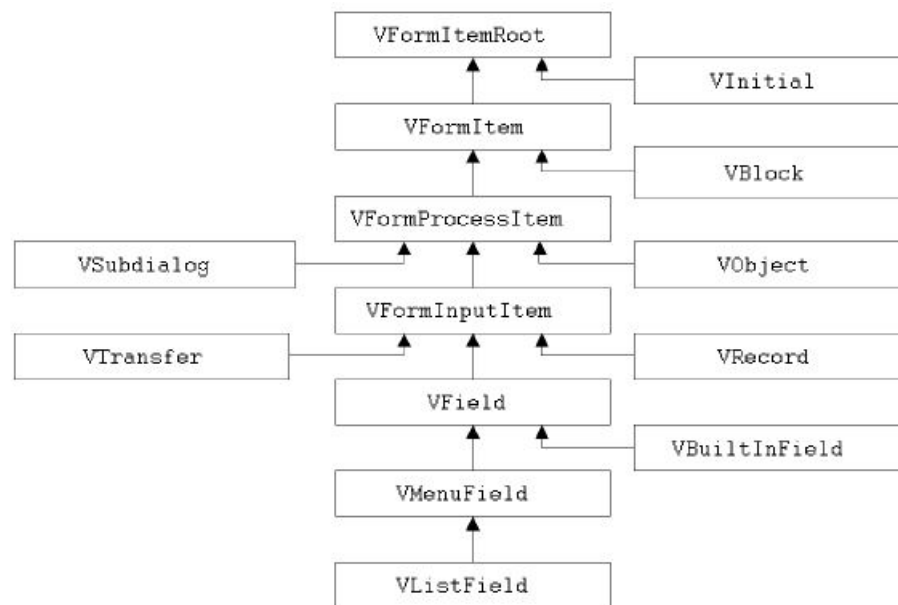 VFormItemRoot
VInitial
VFormItem
VBlock
VFormProcessItem
VSubdialog
VObject
VFormInputItem
VTransfer
VRecord
VField
VBuiltInField
VMenuField
VListField